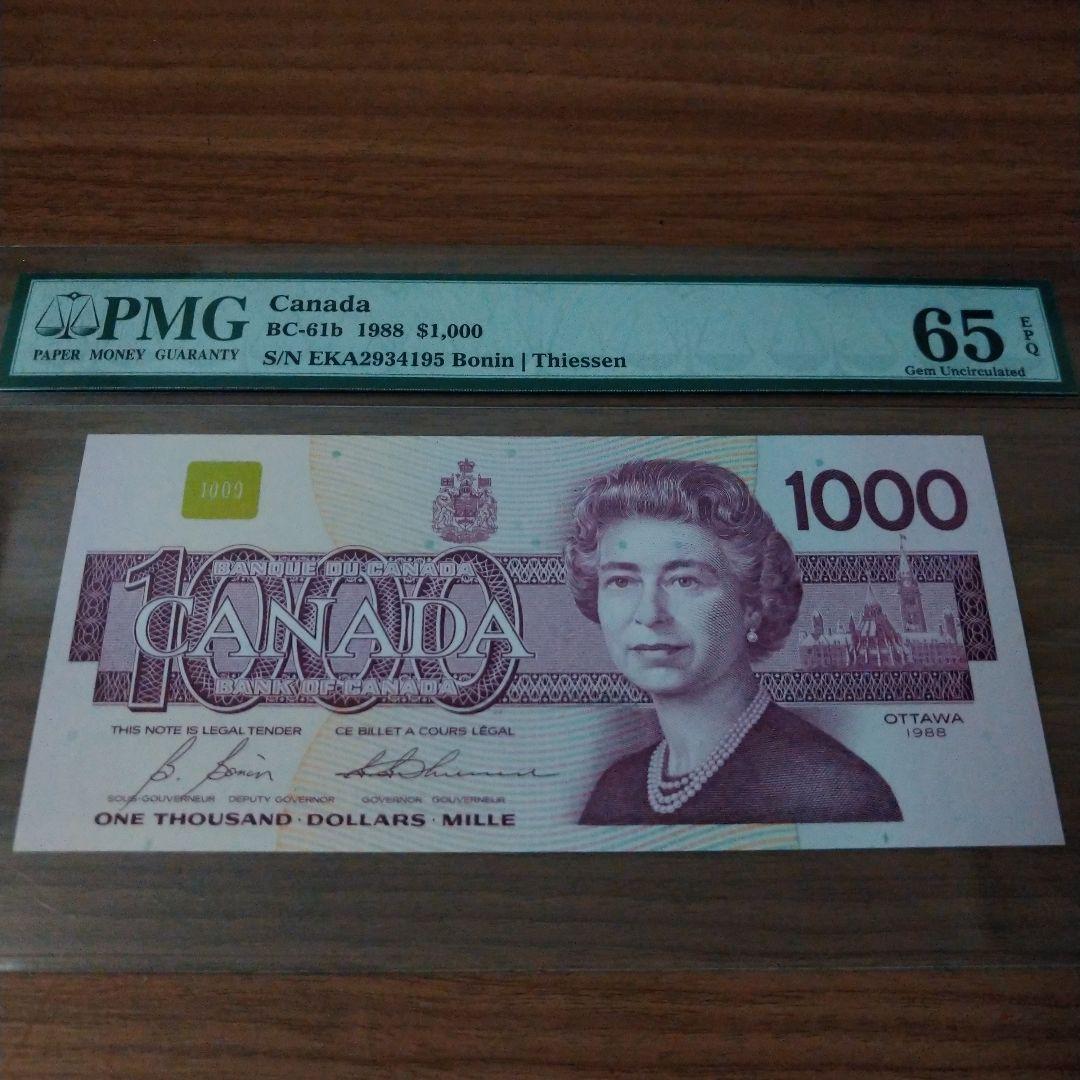 PMG
PAPER MONEY GUARANTY
Canada
BC-61b 1988 $1,000
S/N EKA2934195 Bonin | Thiessen
65
EPQ
Gem Uncirculated
1000
1000
1000
BANQUE DU CANADA
CANADA
BANK OF CANADA
THIS NOTE IS LEGAL TENDER CE BILLET A COURS LÉGAL
OTTAWA
1988
B. Bonin
SOUS-GOUVERNEUR DEPUTY GOVERNOR GOVERNOR GOUVERNEUR
ONE THOUSAND · DOLLARS · MILLE